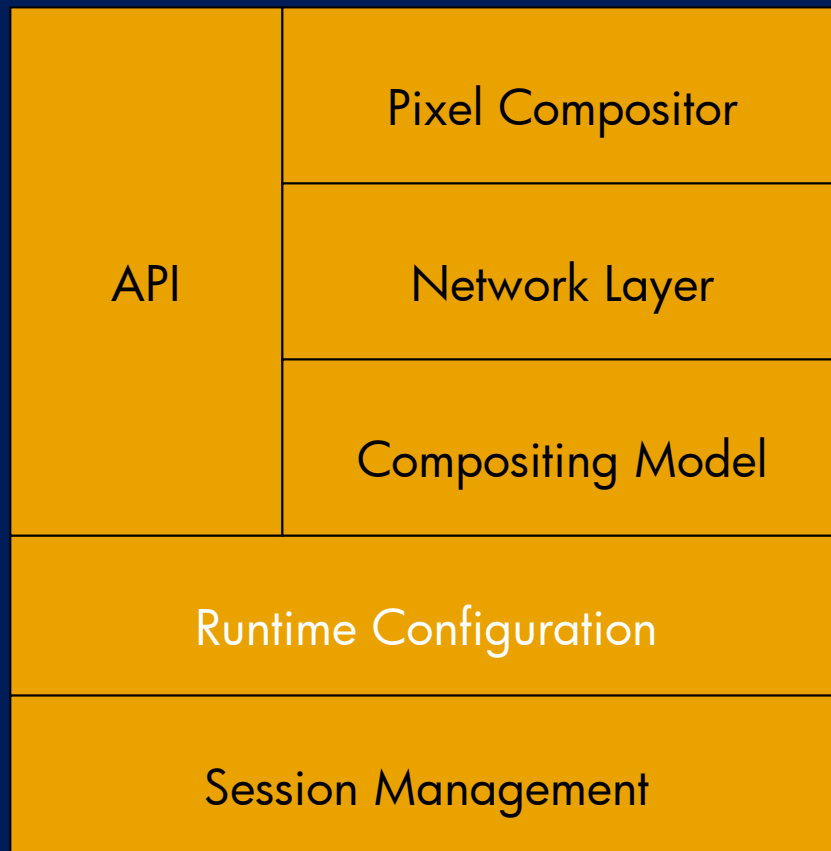 Pixel Compositor
API
Network Layer
Compositing Model
Runtime Configuration
Session Management